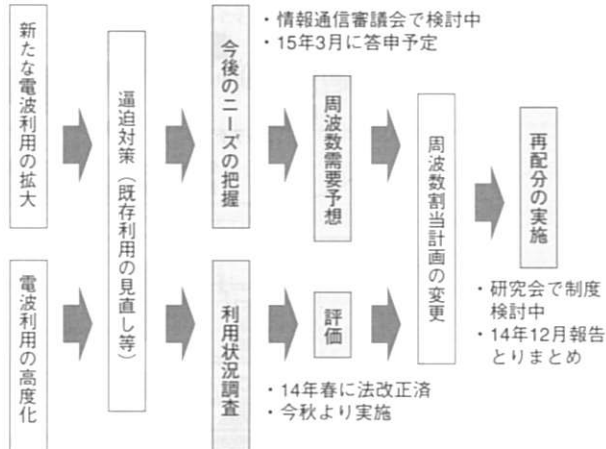 新たな電波利用の拡大
電波利用の高度化
逼迫対策（既存利用の見直し等）
今後のニーズの把握
・情報通信審議会で検討中
・15年3月に答申予定
周波数需要予想
利用状況調査
評価
・14年春に法改正済
・今秋より実施
周波数割当計画の変更
再配分の実施
・研究会で制度
検討中
・14年12月報告
とりまとめ